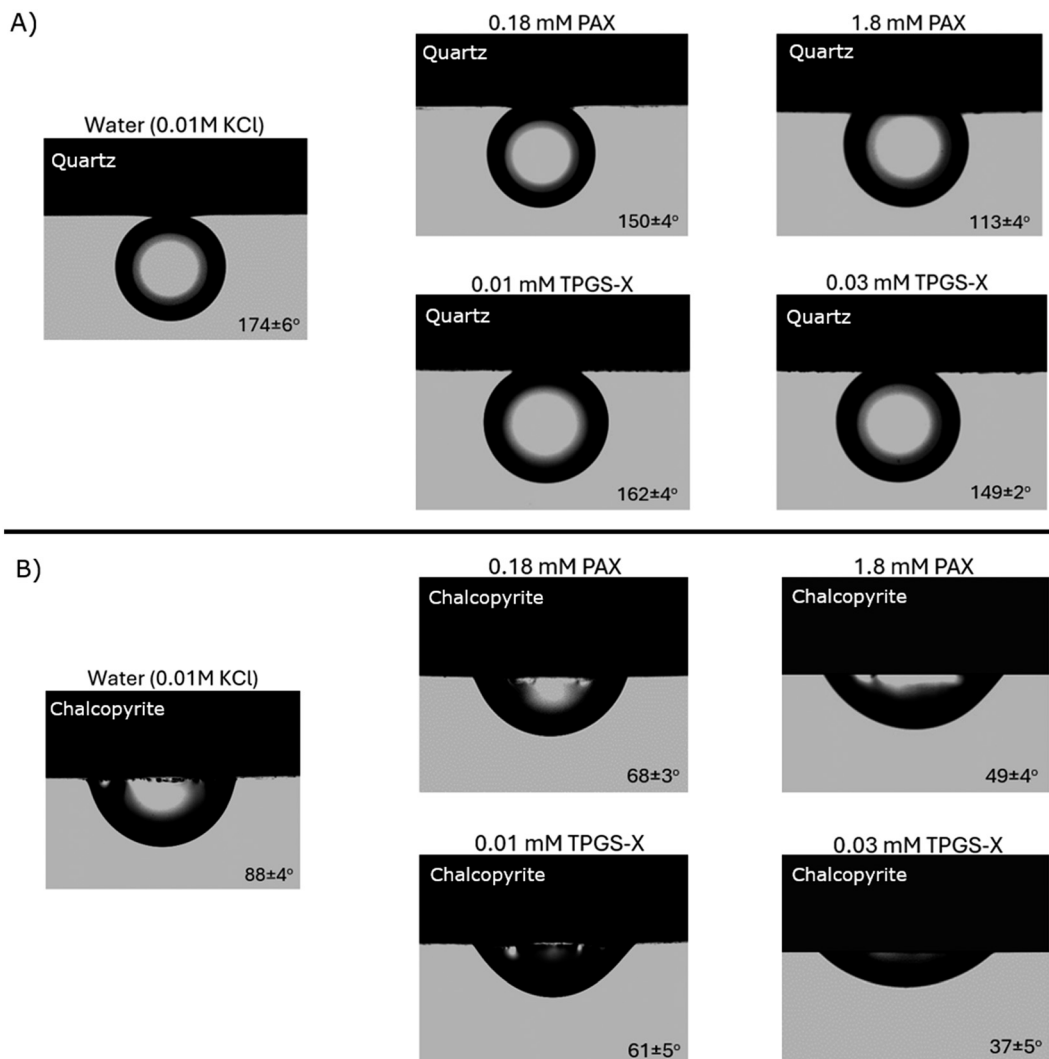 A)
Water (0.01M KCl)
Quartz
174±6°
0.18 mM PAX
Quartz
150±4°
1.8 mM PAX
Quartz
113±4°
0.01 mM TPGS-X
Quartz
162±4°
0.03 mM TPGS-X
Quartz
149±2°
B)
Water (0.01M KCl)
Chalcopyrite
88±4°
0.18 mM PAX
Chalcopyrite
68±3°
1.8 mM PAX
Chalcopyrite
49±4°
0.01 mM TPGS-X
Chalcopyrite
61±5°
0.03 mM TPGS-X
Chalcopyrite
37±5°